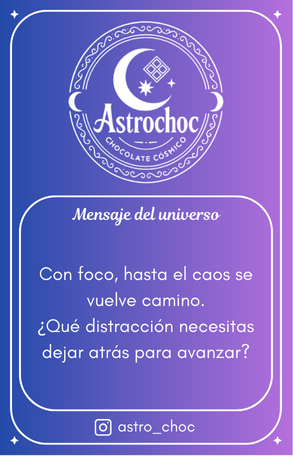 Astrochoc
CHOCOLATE CÓSMICO
Mensaje del universo
Con foco, hasta el caos se
vuelve camino.
¿Qué distracción necesitas
dejar atrás para avanzar?
astro_choc